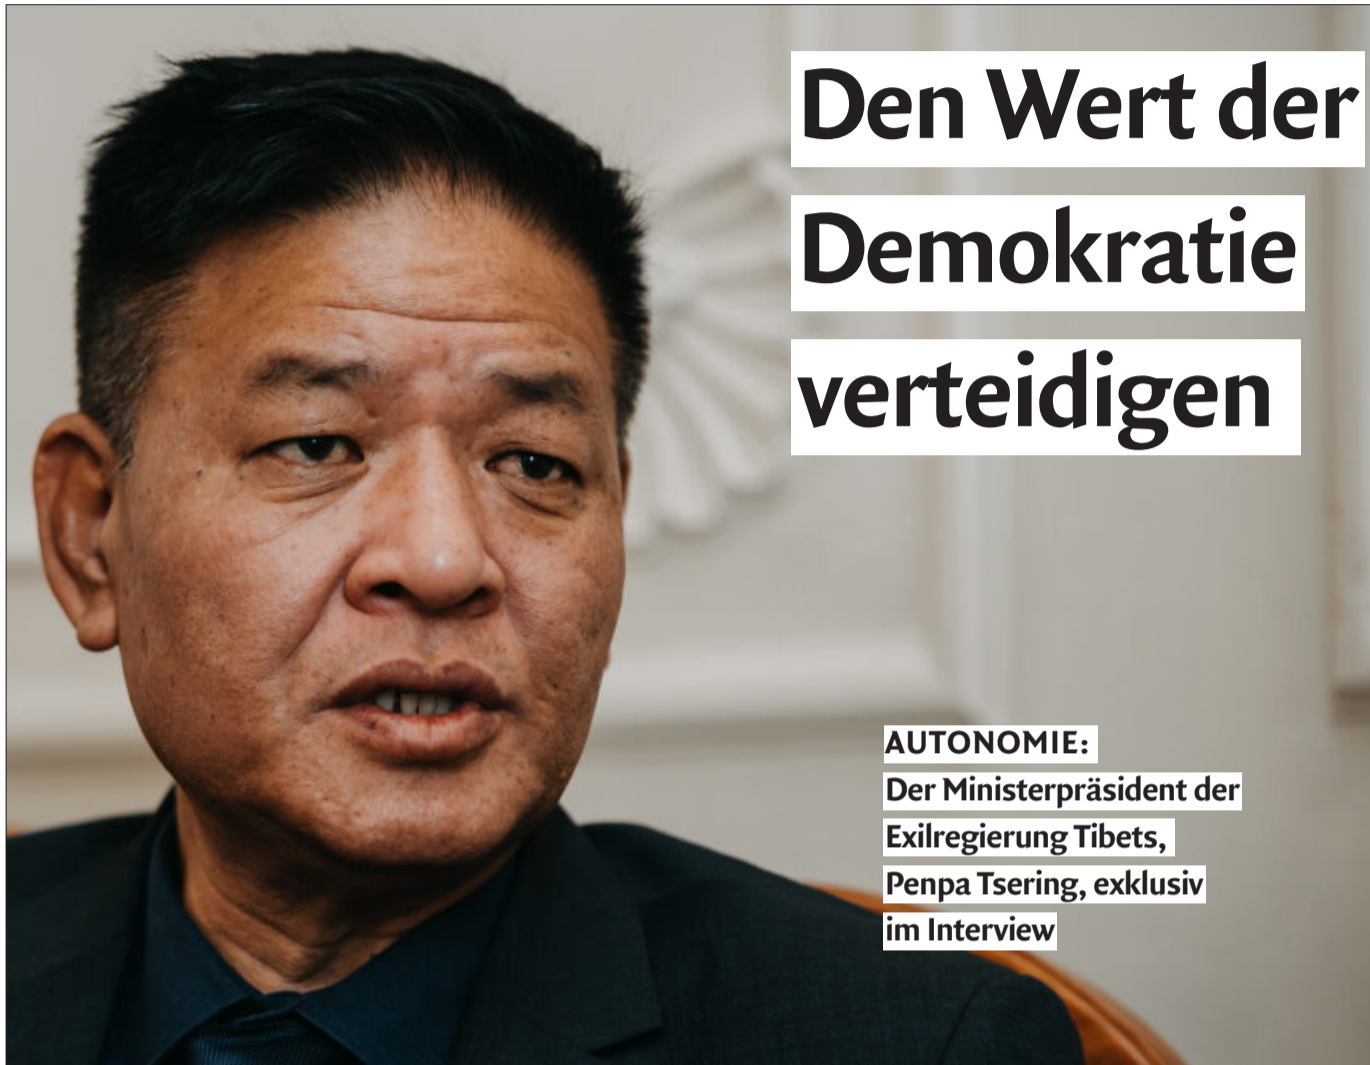 Den Wert der
Demokratie
verteidigen
AUTONOMIE:
Der Ministerpräsident der
Exilregierung Tibets,
Penpa Tsering, exklusiv
im Interview